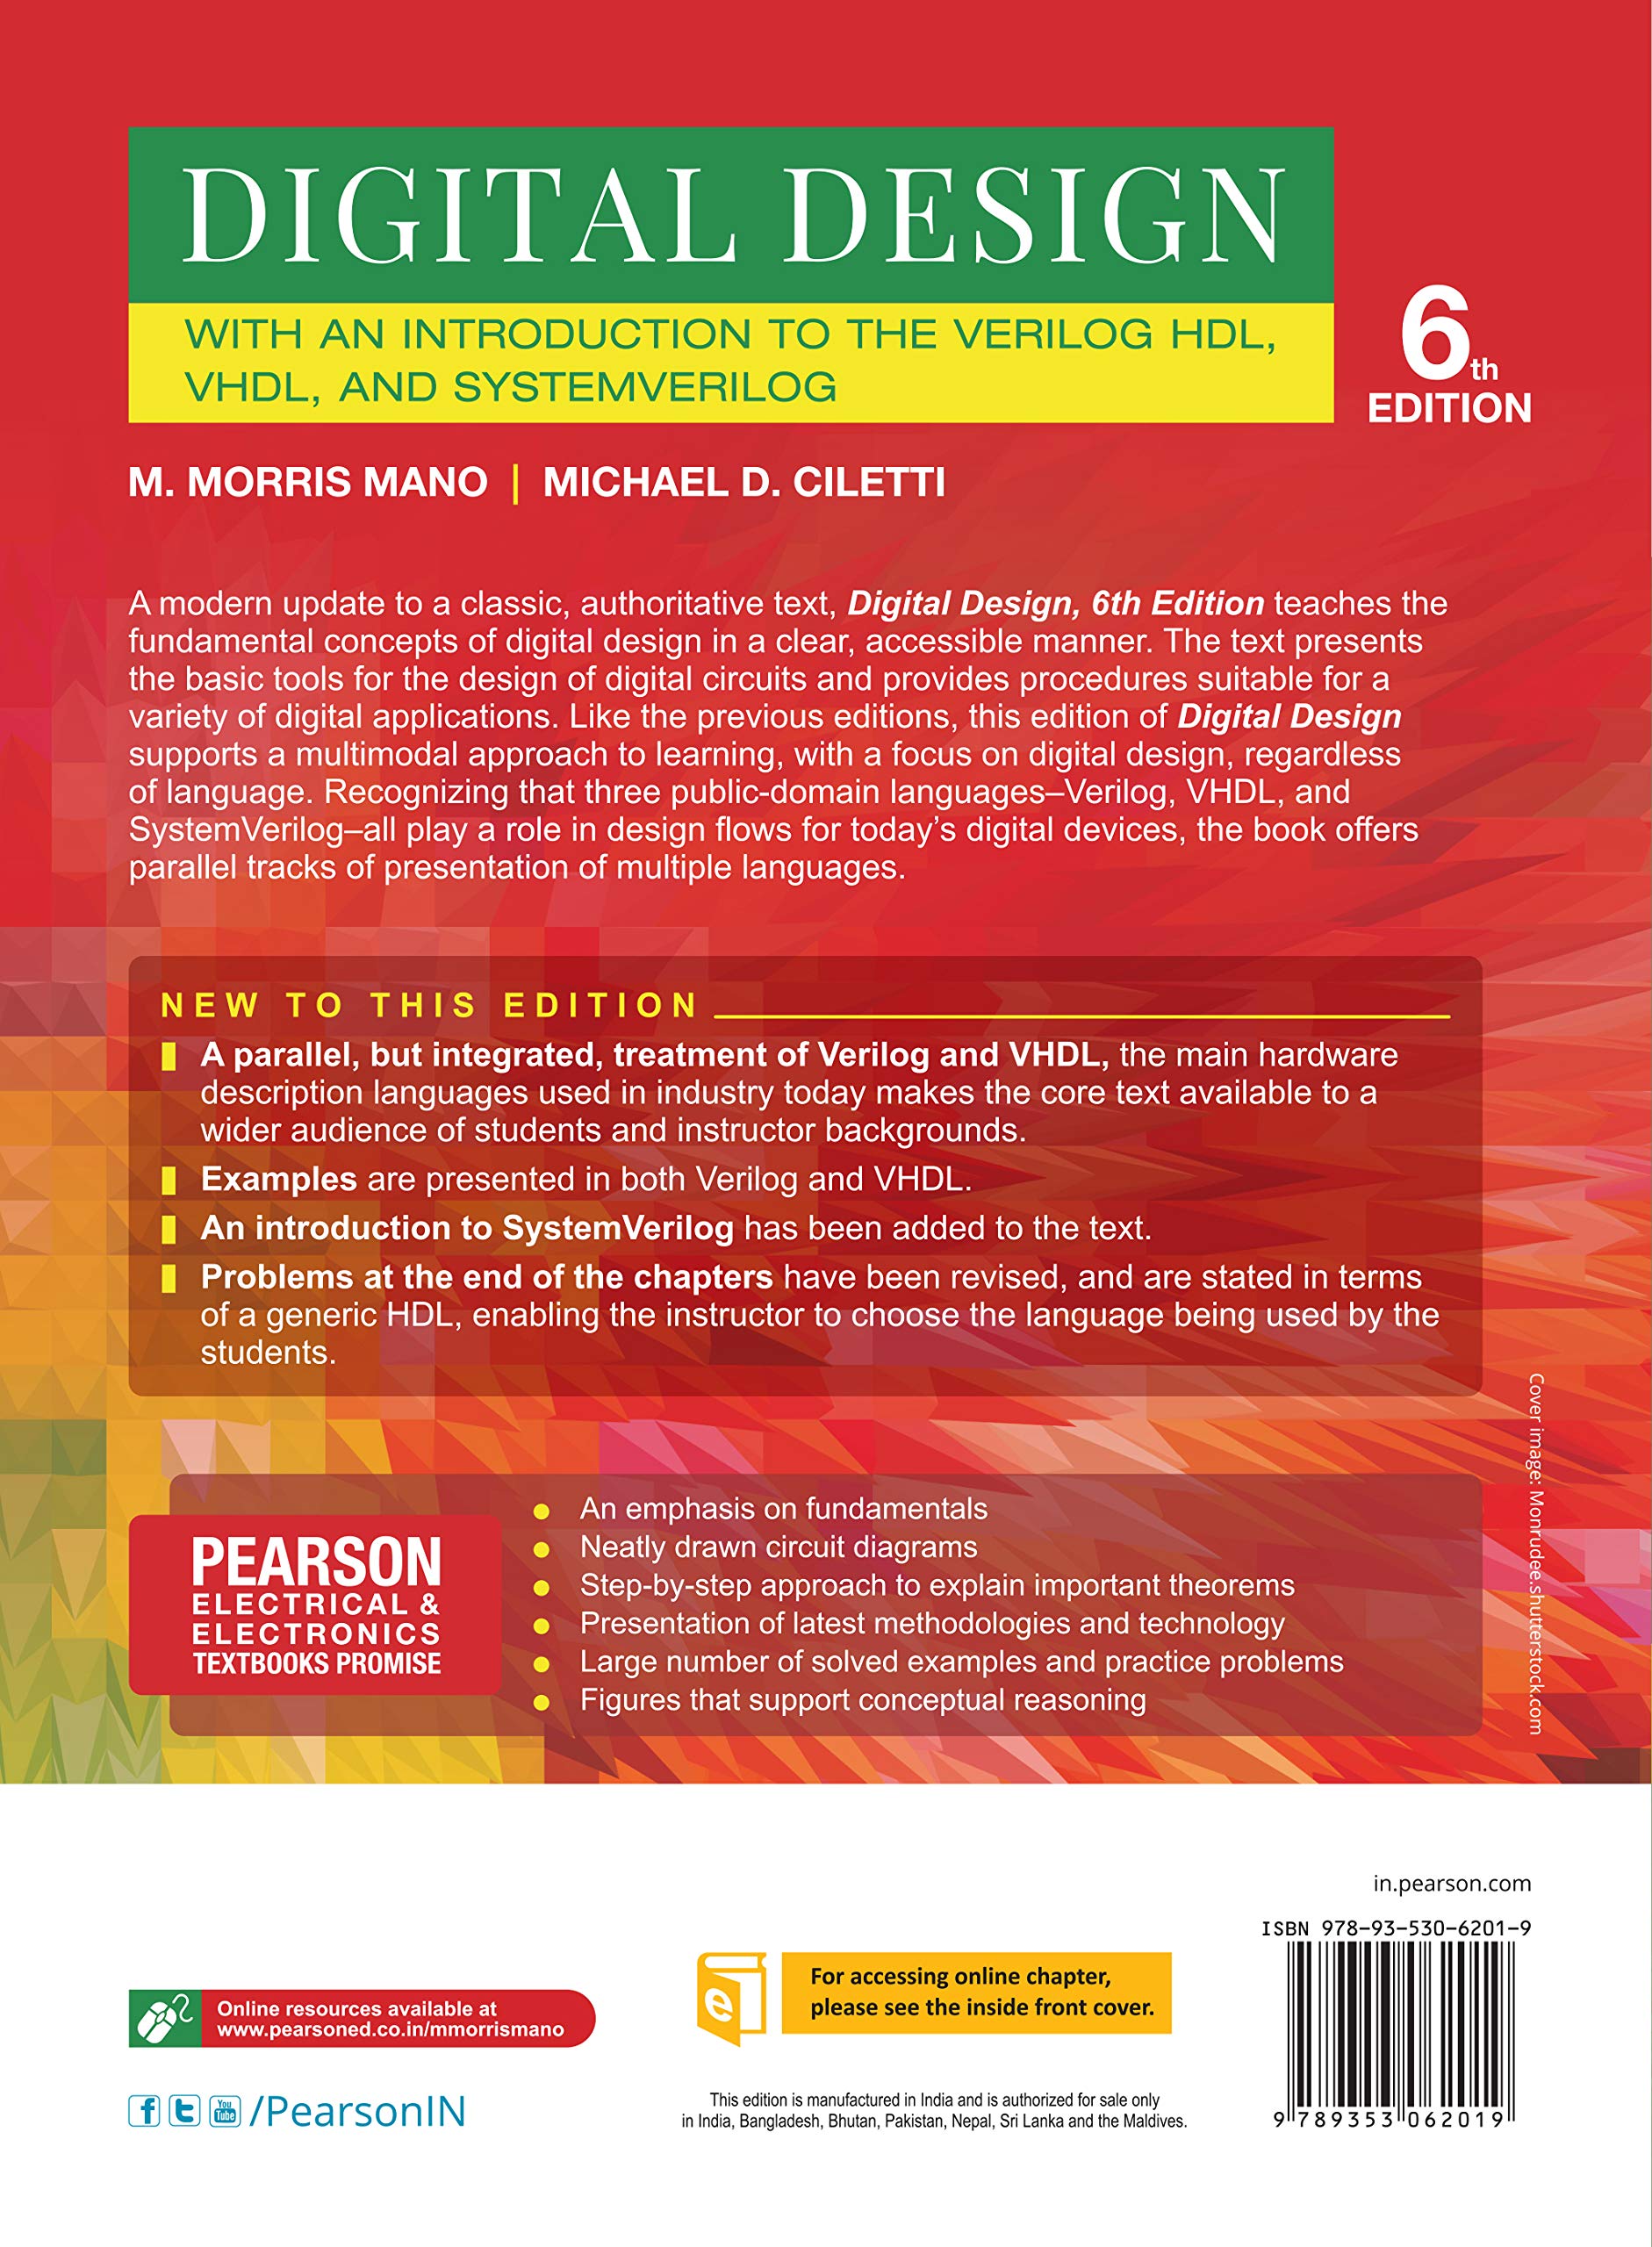 DIGITAL DESIGN
WITH AN INTRODUCTION TO THE VERILOG HDL,
VHDL, AND SYSTEMVERILOG
6th
EDITION
M. MORRIS MANO | MICHAEL D. CILETTI
A modern update to a classic, authoritative text, Digital Design, 6th Edition teaches the
fundamental concepts of digital design in a clear, accessible manner. The text presents
the basic tools for the design of digital circuits and provides procedures suitable for a
variety of digital applications. Like the previous editions, this edition of Digital Design
supports a multimodal approach to learning, with a focus on digital design, regardless
of language. Recognizing that three public-domain languages–Verilog, VHDL, and
SystemVerilog–all play a role in design flows for today's digital devices, the book offers
parallel tracks of presentation of multiple languages.
NEW TO THIS EDITION
A parallel, but integrated, treatment of Verilog and VHDL, the main hardware
description languages used in industry today makes the core text available to a
wider audience of students and instructor backgrounds.
Examples are presented in both Verilog and VHDL.
An introduction to SystemVerilog has been added to the text.
Problems at the end of the chapters have been revised, and are stated in terms
of a generic HDL, enabling the instructor to choose the language being used by the
students.
Cover image: Monrudee.shutterstock.com
PEARSON
ELECTRICAL &
ELECTRONICS
TEXTBOOKS PROMISE
An emphasis on fundamentals
Neatly drawn circuit diagrams
Step-by-step approach to explain important theorems
Presentation of latest methodologies and technology
Large number of solved examples and practice problems
Figures that support conceptual reasoning
in.pearson.com
ISBN 978-93-530-6201-9
9 789353 062019
For accessing online chapter,
please see the inside front cover.
Online resources available at
www.pearsoned.co.in/mmorrismano
f t You Tube /PearsonIN
This edition is manufactured in India and is authorized for sale only
in India, Bangladesh, Bhutan, Pakistan, Nepal, Sri Lanka and the Maldives.